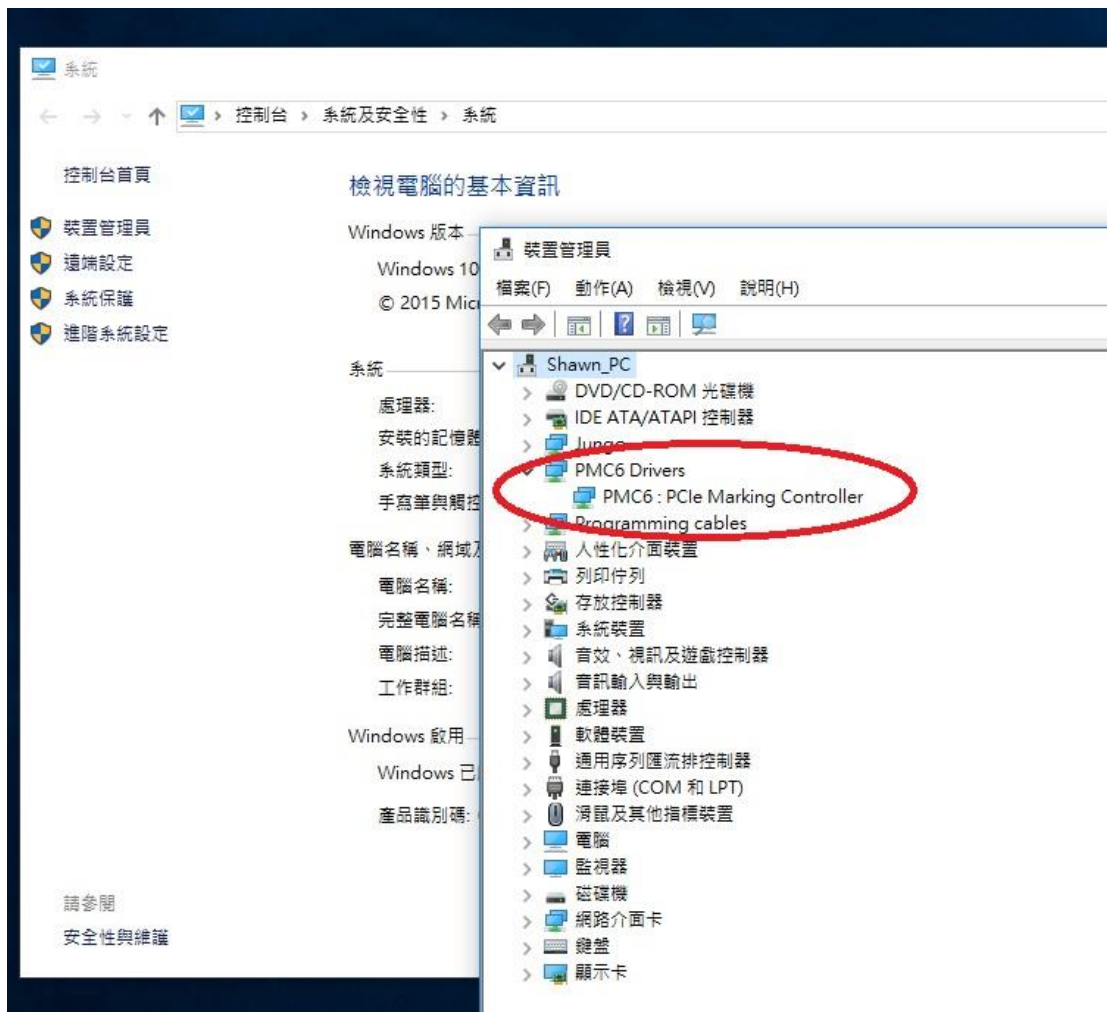 系統
控制台 › 系統及安全性 › 系統
控制台首頁
裝置管理員
遠端設定
系統保護
進階系統設定
檢視電腦的基本資訊
Windows 版本
Windows 10
© 2015 Micr
系統
處理器:
安裝的記憶體
系統類型:
手寫筆與觸控
電腦名稱、網域及
電腦名稱:
完整電腦名稱
電腦描述:
工作群組:
Windows 啟用
Windows 已
產品識別碼:
請參閱
安全性與維護
裝置管理員
檔案(F) 動作(A) 檢視(V) 說明(H)
Shawn_PC
DVD/CD-ROM 光碟機
IDE ATA/ATAPI 控制器
Jungo
PMC6 Drivers
PMC6 : PCIe Marking Controller
Programming cables
人性化介面裝置
列印佇列
存放控制器
系統裝置
音效、視訊及遊戲控制器
音訊輸入與輸出
處理器
軟體裝置
通用序列匯流排控制器
連接埠 (COM 和 LPT)
滑鼠及其他指標裝置
電腦
監視器
磁碟機
網路介面卡
鍵盤
顯示卡